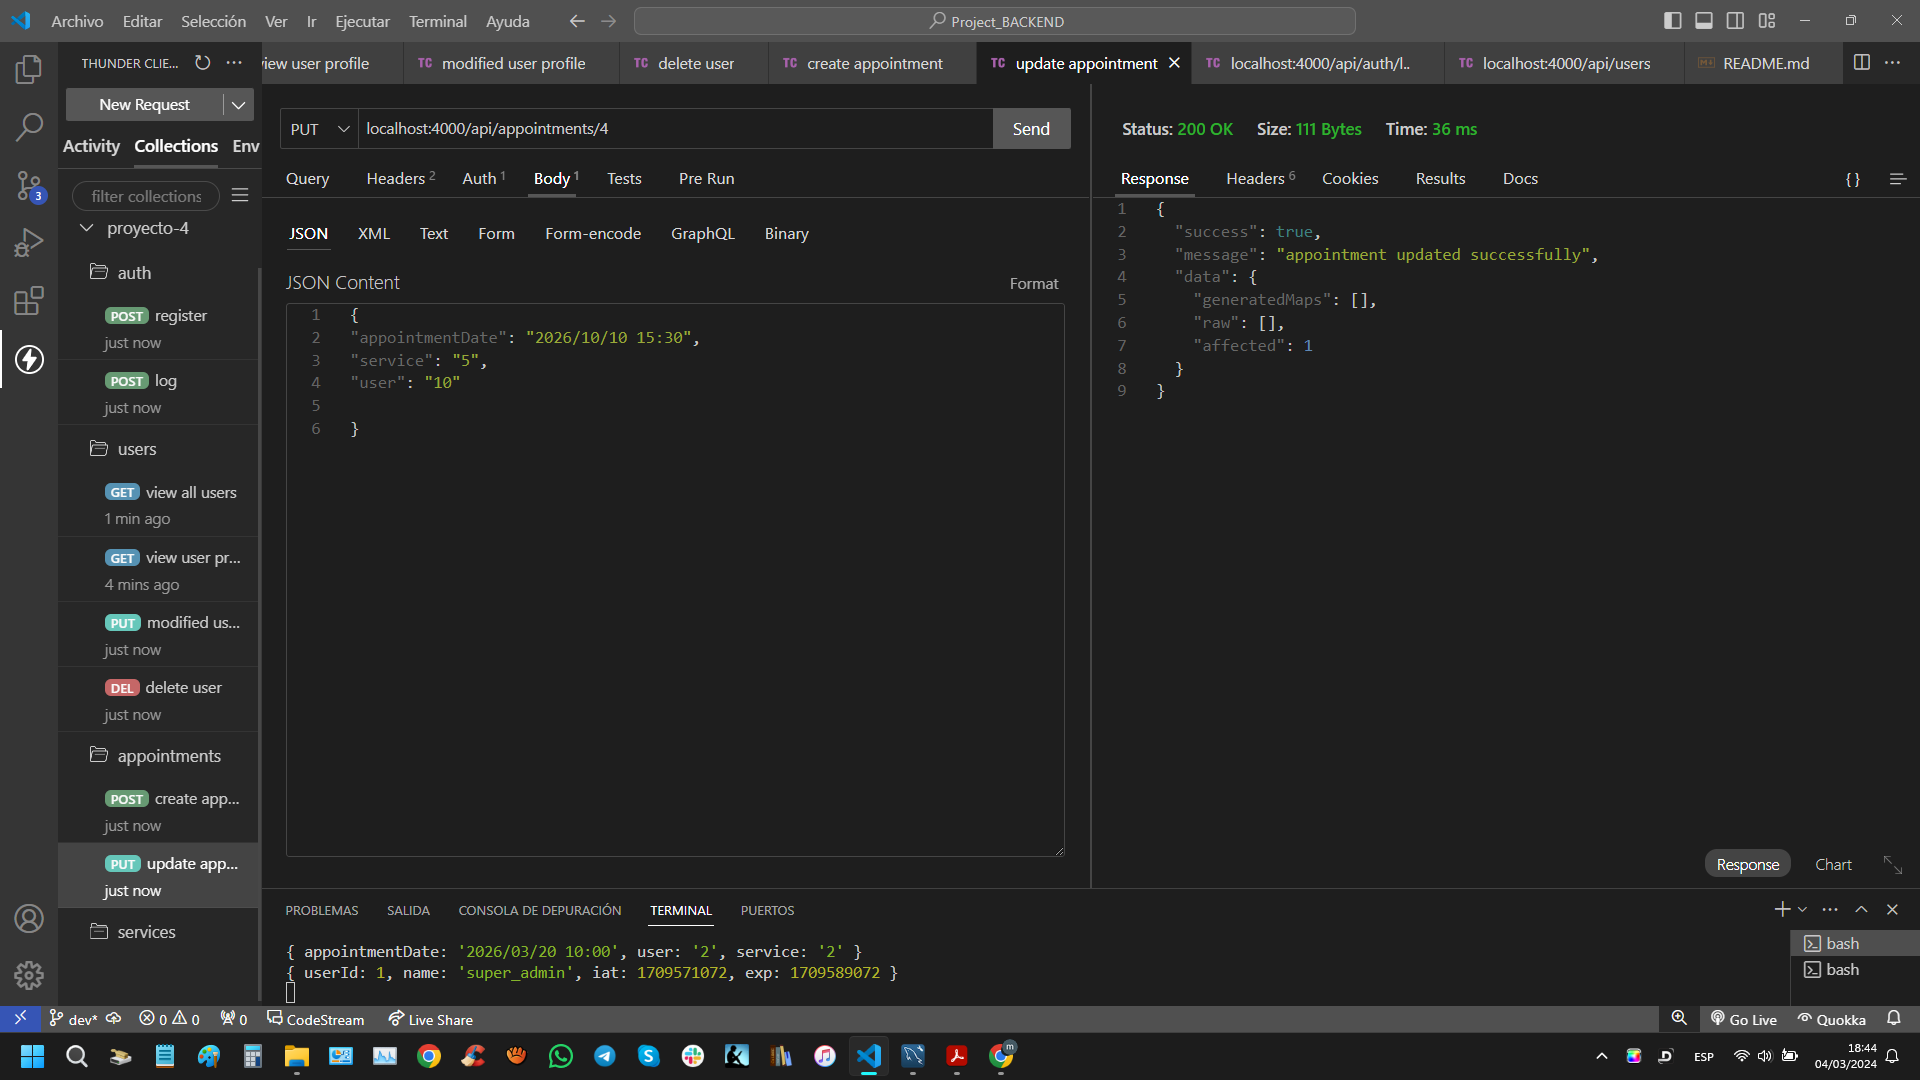 Archivo Editar Selección Ver Ir Ejecutar Terminal Ayuda
Project_BACKEND
THUNDER CLIE...
view user profile
TC modified user profile
TC delete user
TC create appointment
TC update appointment
TC localhost:4000/api/auth/l..
TC localhost:4000/api/users
README.md
New Request
Activity Collections Env
filter collections
proyecto-4
auth
POST register
just now
POST log
just now
users
GET view all users
1 min ago
GET view user pr...
4 mins ago
PUT modified us...
just now
DEL delete user
just now
appointments
POST create app...
just now
PUT update app...
just now
services
3
PUT localhost:4000/api/appointments/4 Send
Query Headers 2 Auth 1 Body 1 Tests Pre Run
JSON XML Text Form Form-encode GraphQL Binary
JSON Content Format
1 {
2 "appointmentDate": "2026/10/10 15:30",
3 "service": "5",
4 "user": "10"
5
6 }
Status: 200 OK Size: 111 Bytes Time: 36 ms
Response Headers 6 Cookies Results Docs {}
1 {
2 "success": true,
3 "message": "appointment updated successfully",
4 "data": {
5 "generatedMaps": [],
6 "raw": [],
7 "affected": 1
8 }
9 }
Response Chart
PROBLEMAS SALIDA CONSOLA DE DEPURACIÓN TERMINAL PUERTOS
{ appointmentDate: '2026/03/20 10:00', user: '2', service: '2' }
{ userId: 1, name: 'super_admin', iat: 1709571072, exp: 1709589072 }
bash
bash
dev* 0 0 0 CodeStream Live Share
Go Live Quokka
m
ESP
18:44
04/03/2024